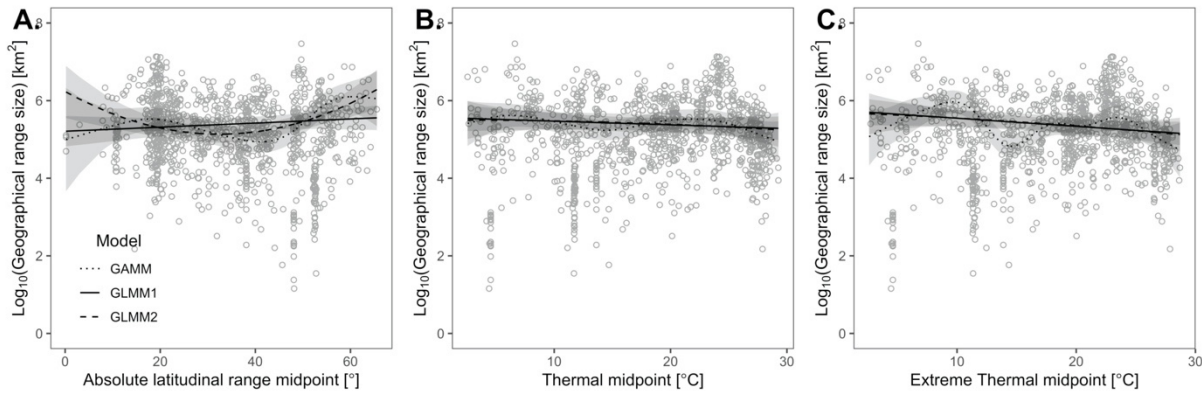 A.
Log10(Geographical range size) [km2]
8
6
4
2
0
Model
GAMM
GLMM1
GLMM2
0
20
40
60
Absolute latitudinal range midpoint [°]
B.
Log10(Geographical range size) [km2]
8
6
4
2
0
10
20
30
Thermal midpoint [°C]
C.
Log10(Geographical range size) [km2]
8
6
4
2
0
10
20
30
Extreme Thermal midpoint [°C]